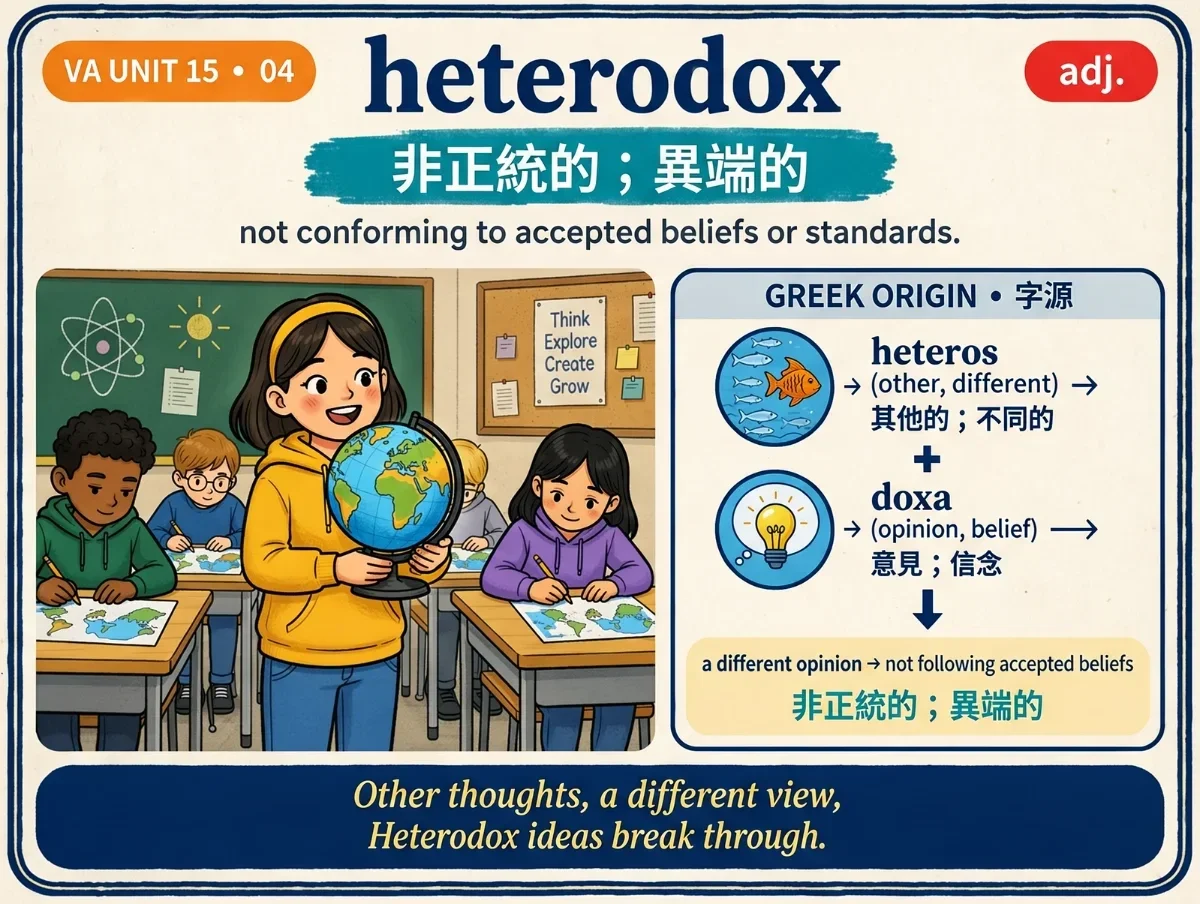 VA UNIT 15 • 04
heterodox
adj.
非正統的；異端的
not conforming to accepted beliefs or standards.
Think
Explore
Create
Grow
GREEK ORIGIN • 字源
heteros
→ (other, different) →
其他的；不同的
+
doxa
→ (opinion, belief) →
意見；信念
a different opinion → not following accepted beliefs
非正統的；異端的
Other thoughts, a different view,
Heterodox ideas break through.